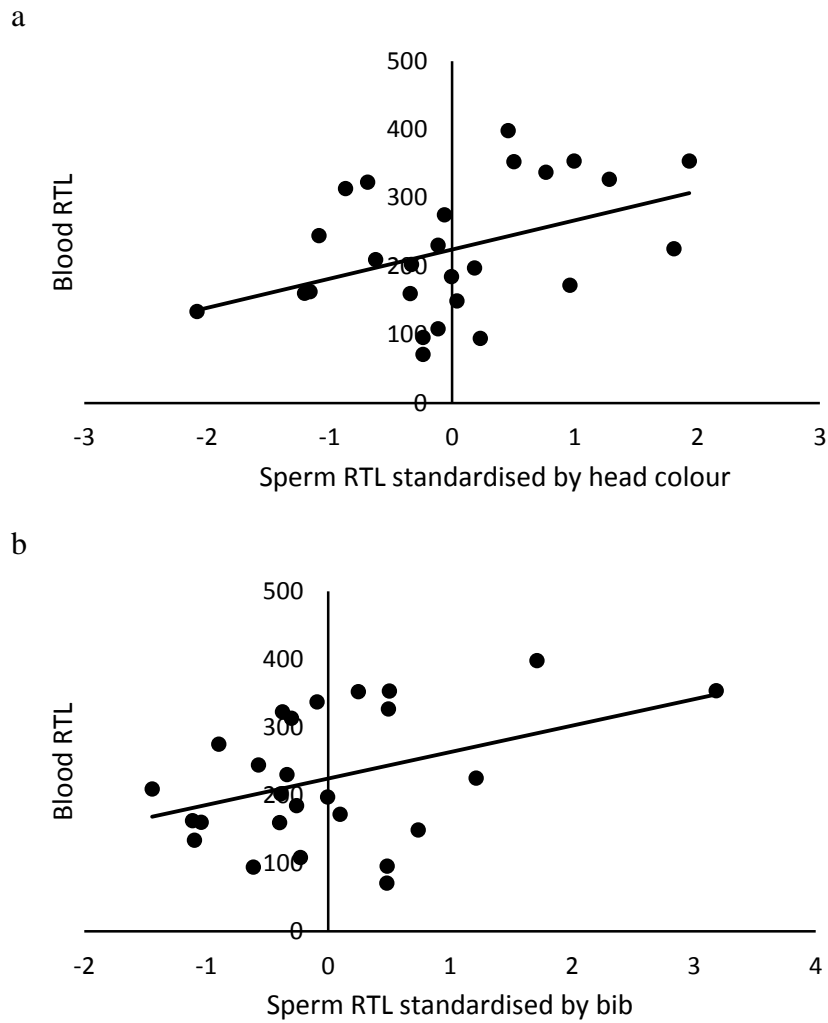 a
500
400
300
200
100
0
Blood RTL
-3 -2 -1 0 1 2 3
Sperm RTL standardised by head colour
b
500
400
300
200
100
0
Blood RTL
-2 -1 0 1 2 3 4
Sperm RTL standardised by bib